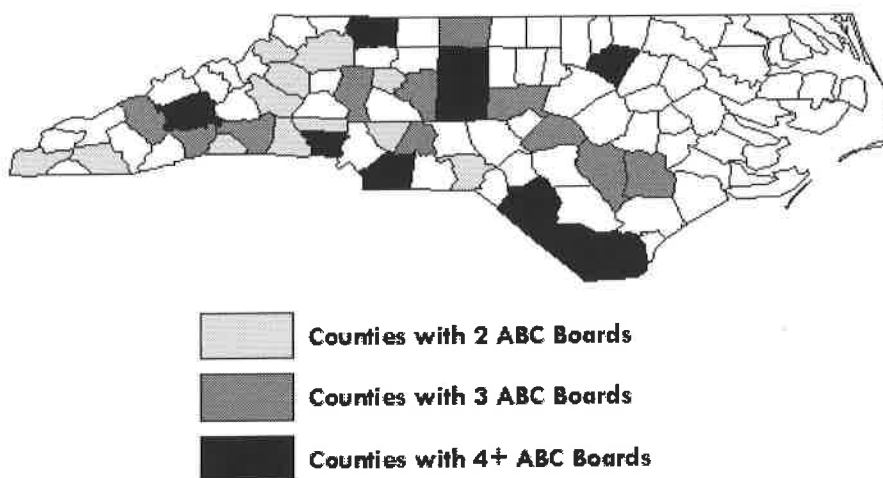 Counties with 2 ABC Boards
Counties with 3 ABC Boards
Counties with 4+ ABC Boards